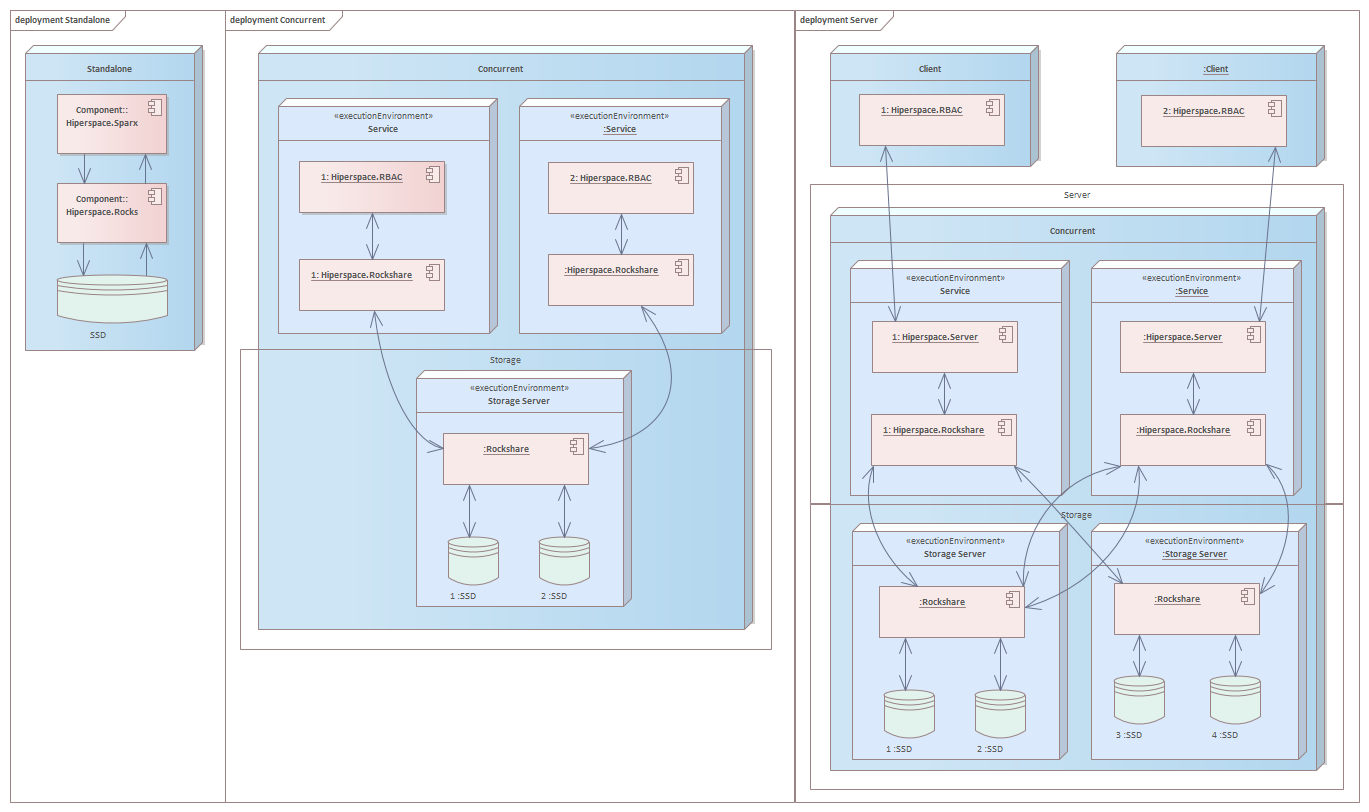 deployment Standalone
Standalone
Component::
Hiperspace.Sparx
Component::
Hiperspace.Rocks
SSD
deployment Concurrent
Concurrent
«executionEnvironment»
Service
1: Hiperspace.RBAC
1: Hiperspace.Rockshare
«executionEnvironment»
:Service
2: Hiperspace.RBAC
:Hiperspace.Rockshare
Storage
«executionEnvironment»
Storage Server
:Rockshare
1 :SSD
2 :SSD
deployment Server
Client
1: Hiperspace.RBAC
:Client
2: Hiperspace.RBAC
Server
Concurrent
«executionEnvironment»
Service
1: Hiperspace.Server
1: Hiperspace.Rockshare
«executionEnvironment»
:Service
:Hiperspace.Server
:Hiperspace.Rockshare
Storage
«executionEnvironment»
Storage Server
:Rockshare
1 :SSD
2 :SSD
«executionEnvironment»
:Storage Server
:Rockshare
3 :SSD
4 :SSD